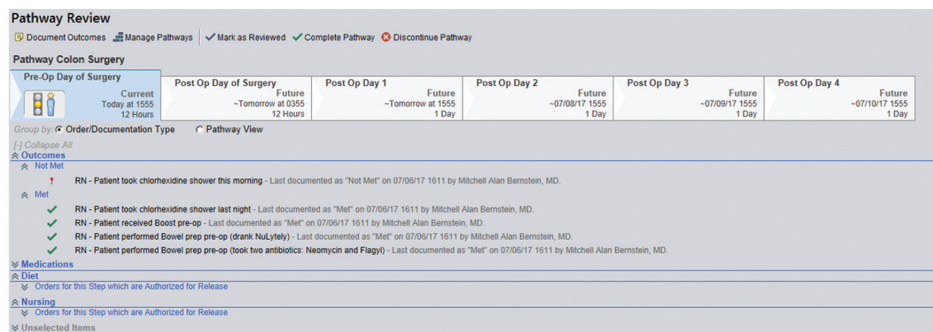 Pathway Review
Document Outcomes Manage Pathways Mark as Reviewed Complete Pathway Discontinue Pathway
Pathway Colon Surgery
Pre-Op Day of Surgery
Current
Today at 1555
12 Hours
Post Op Day of Surgery
Future
~Tomorrow at 0355
12 Hours
Post Op Day 1
Future
~Tomorrow at 1555
1 Day
Post Op Day 2
Future
~07/08/17 1555
1 Day
Post Op Day 3
Future
~07/09/17 1555
1 Day
Post Op Day 4
Future
~07/10/17 1555
1 Day
Group by: Order/Documentation Type Pathway View
[-] Collapse All
Outcomes
Not Met
RN - Patient took chlorhexidine shower this morning - Last documented as "Not Met" on 07/06/17 1611 by Mitchell Alan Bernstein, MD.
Met
RN - Patient took chlorhexidine shower last night - Last documented as "Met" on 07/06/17 1611 by Mitchell Alan Bernstein, MD.
RN - Patient received Boost pre-op - Last documented as "Met" on 07/06/17 1611 by Mitchell Alan Bernstein, MD.
RN - Patient performed Bowel prep pre-op (drank NuLytely) - Last documented as "Met" on 07/06/17 1611 by Mitchell Alan Bernstein, MD.
RN - Patient performed Bowel prep pre-op (took two antibiotics: Neomycin and Flagyl) - Last documented as "Met" on 07/06/17 1611 by Mitchell Alan Bernstein, MD.
Medications
Diet
Orders for this Step which are Authorized for Release
Nursing
Orders for this Step which are Authorized for Release
Unselected Items